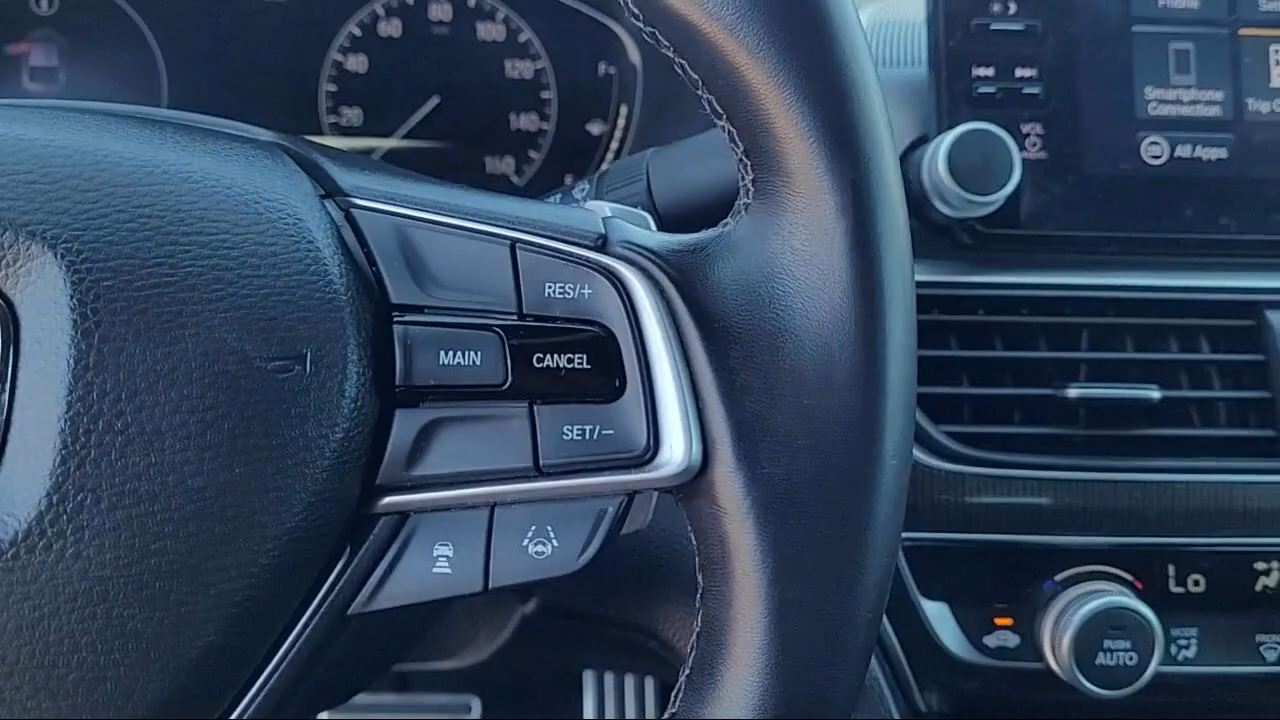 60
80
100
40
120
20
140
160
F
Phone
Smartphone
Connection
All Apps
VOL
RES/+
MAIN
CANCEL
SET/−
Lo
PUSH
AUTO
MODE